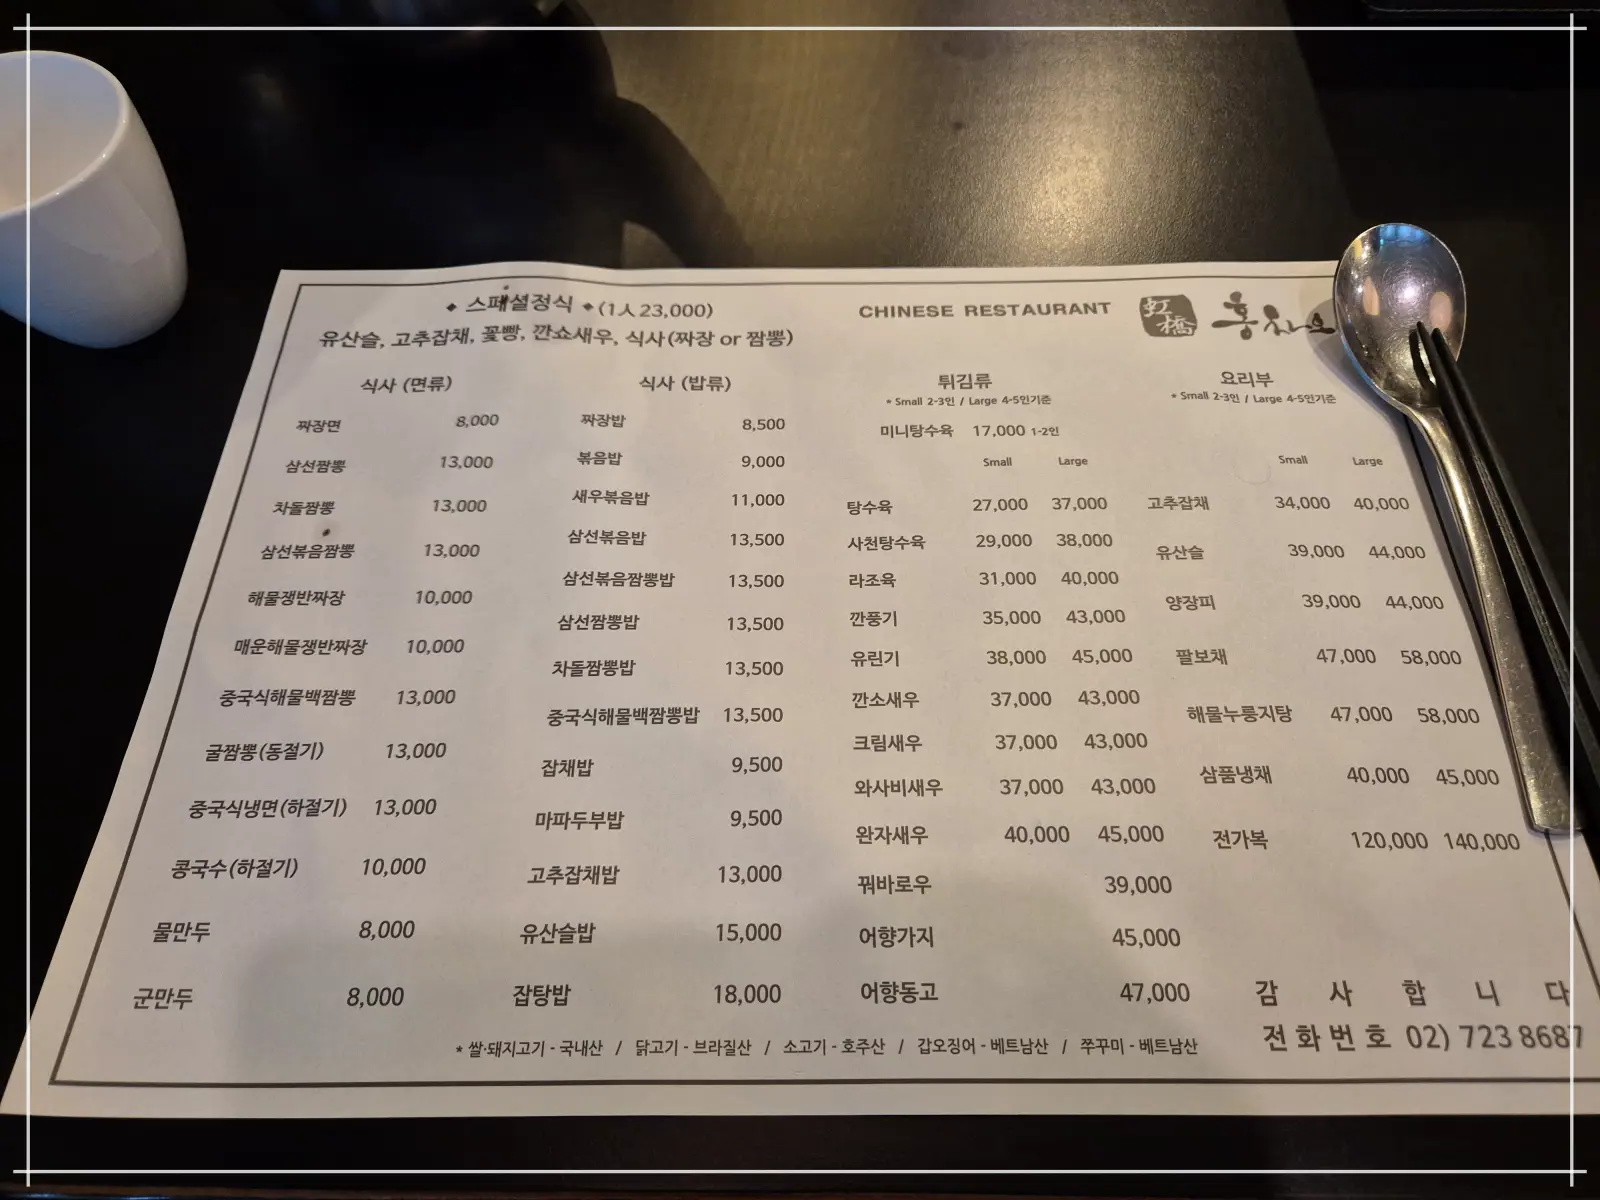 ◆ 스페셜정식 ◆(1人 23,000)
유산슬, 고추잡채, 꽃빵, 깐쇼새우, 식사(짜장 or 짬뽕)
CHINESE RESTAURANT
虹橋
식사 (면류)
짜장면 8,000
삼선짬뽕 13,000
차돌짬뽕 13,000
삼선볶음짬뽕 13,000
해물쟁반짜장 10,000
매운해물쟁반짜장 10,000
중국식해물백짬뽕 13,000
굴짬뽕(동절기) 13,000
중국식냉면(하절기) 13,000
콩국수(하절기) 10,000
물만두 8,000
군만두 8,000
식사 (밥류)
짜장밥 8,500
볶음밥 9,000
새우볶음밥 11,000
삼선볶음밥 13,500
삼선볶음짬뽕밥 13,500
삼선짬뽕밥 13,500
차돌짬뽕밥 13,500
중국식해물백짬뽕밥 13,500
잡채밥 9,500
마파두부밥 9,500
고추잡채밥 13,000
유산슬밥 15,000
잡탕밥 18,000
튀김류
* Small 2-3인 / Large 4-5인기준
미니탕수육 17,000 1-2인
Small Large
탕수육 27,000 37,000
사천탕수육 29,000 38,000
라조육 31,000 40,000
깐풍기 35,000 43,000
유린기 38,000 45,000
깐소새우 37,000 43,000
크림새우 37,000 43,000
와사비새우 37,000 43,000
완자새우 40,000 45,000
꿔바로우 39,000
어향가지 45,000
어향동고 47,000
요리부
* Small 2-3인 / Large 4-5인기준
Small Large
고추잡채 34,000 40,000
유산슬 39,000 44,000
양장피 39,000 44,000
팔보채 47,000 58,000
해물누룽지탕 47,000 58,000
삼품냉채 40,000 45,000
전가복 120,000 140,000
감 사 합 니 다
전 화 번 호 02) 723 8687
* 쌀·돼지고기 - 국내산 / 닭고기 - 브라질산 / 소고기 - 호주산 / 갑오징어 - 베트남산 / 쭈꾸미 - 베트남산